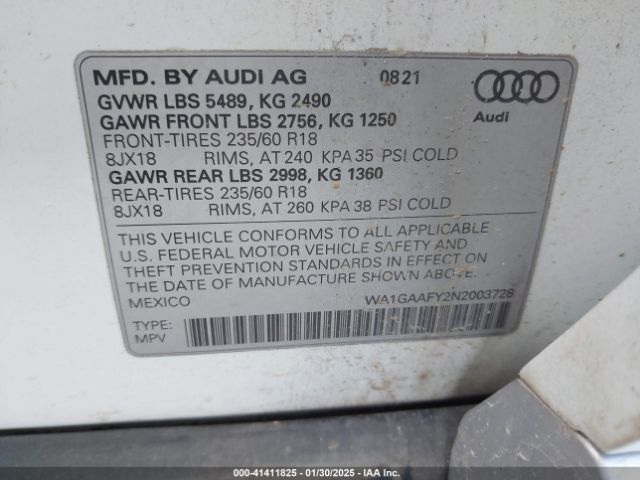 MFD. BY AUDI AG 0821
GVWR LBS 5489, KG 2490
GAWR FRONT LBS 2756, KG 1250
FRONT-TIRES 235/60 R18
8JX18 RIMS, AT 240 KPA 35 PSI COLD
GAWR REAR LBS 2998, KG 1360
REAR-TIRES 235/60 R18
8JX18 RIMS, AT 260 KPA 38 PSI COLD
Audi
THIS VEHICLE CONFORMS TO ALL APPLICABLE
U.S. FEDERAL MOTOR VEHICLE SAFETY AND
THEFT PREVENTION STANDARDS IN EFFECT ON
THE DATE OF MANUFACTURE SHOWN ABOVE.
MEXICO WA1GAAFY2N2003728
TYPE:
MPV
000-41411825 - 01/30/2025 - IAA Inc.